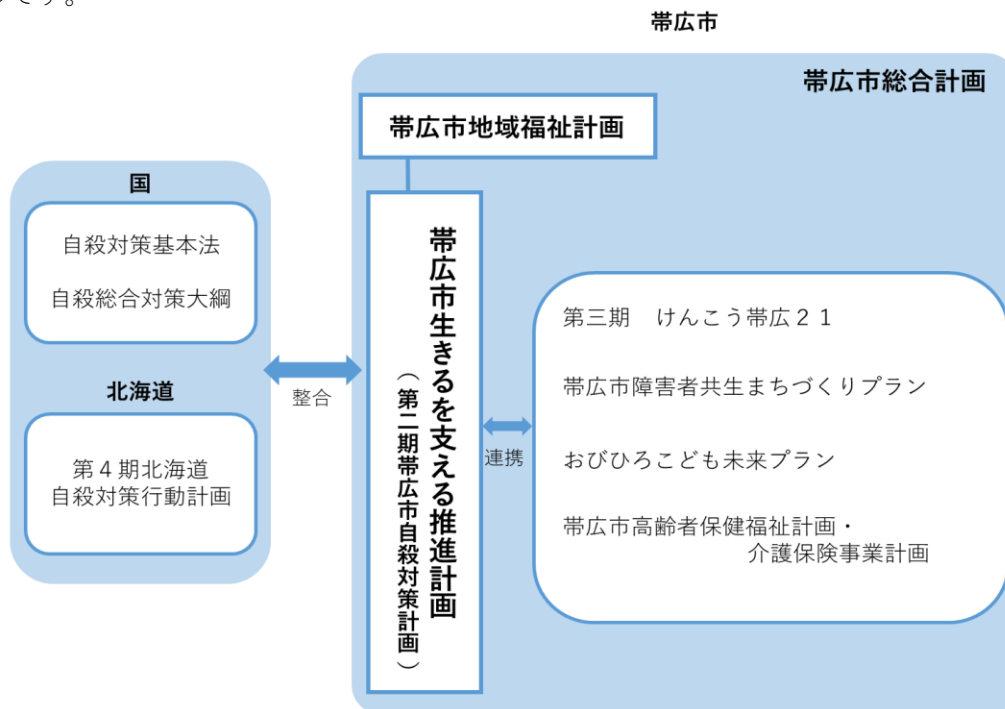 です。
帯広市
帯広市総合計画
帯広市地域福祉計画
国
自殺対策基本法
自殺総合対策大綱
北海道
第4期北海道
自殺対策行動計画
整合
帯広市生きるを支える推進計画
（第二期帯広市自殺対策計画）
連携
第三期　けんこう帯広２１
帯広市障害者共生まちづくりプラン
おびひろこども未来プラン
帯広市高齢者保健福祉計画・
介護保険事業計画